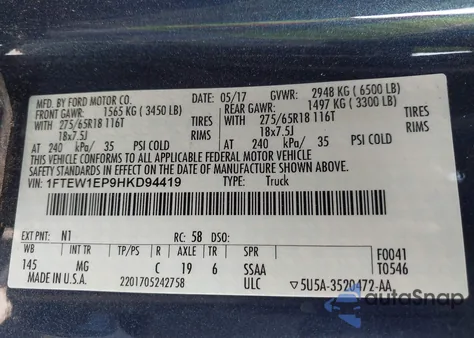 MFD. BY FORD MOTOR CO.
DATE: 05/17 GVWR: 2948 KG ( 6500 LB)
FRONT GAWR: 1565 KG ( 3450 LB) REAR GAWR: 1497 KG ( 3300 LB)
WITH 275/65R18 116T TIRES WITH 275/65R18 116T TIRES
18x7.5J RIMS 18x7.5J RIMS
AT 240 kPa/ 35 PSI COLD AT 240 kPa/ 35 PSI COLD
THIS VEHICLE CONFORMS TO ALL APPLICABLE FEDERAL MOTOR VEHICLE
SAFETY STANDARDS IN EFFECT ON THE DATE OF MANUFACTURE SHOWN ABOVE.
VIN: 1FTEW1EP9HKD94419 TYPE: Truck
EXT PNT: N1 RC: 58 DSO: F0041
WB INT TR TP/PS R AXLE TR SPR T0546
145 MG C 19 6 SSAA
MADE IN U.S.A. 2201705242758 ULC ▽5U5A-3520472-AA
autoSnap